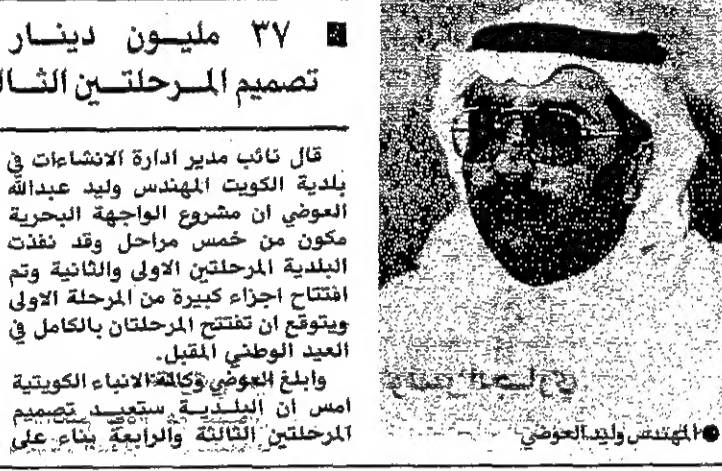 ٣٧ مليون دينار
تصميم المرحلتين
قال نائب مدير ادارة الانشاءات في
بلدية الكويت المهندس وليد عبدالله
العوضي ان مشروع الواجهة البحرية
مكون من خمس مراحل وقد نفذت
البلدية المرحلتين الاولى والثانية وتم
افتتاح اجزاء كبيرة من المرحلة الاولى
ويتوقع ان تفتتح المرحلتان بالكامل في
العيد الوطني المقبل.
وابلغ العوضي وكالة الانباء الكويتية
امس ان البلدية ستعيد تصميم
المرحلتين الثالثة والرابعة بناء على
المهندس وليد العوضي